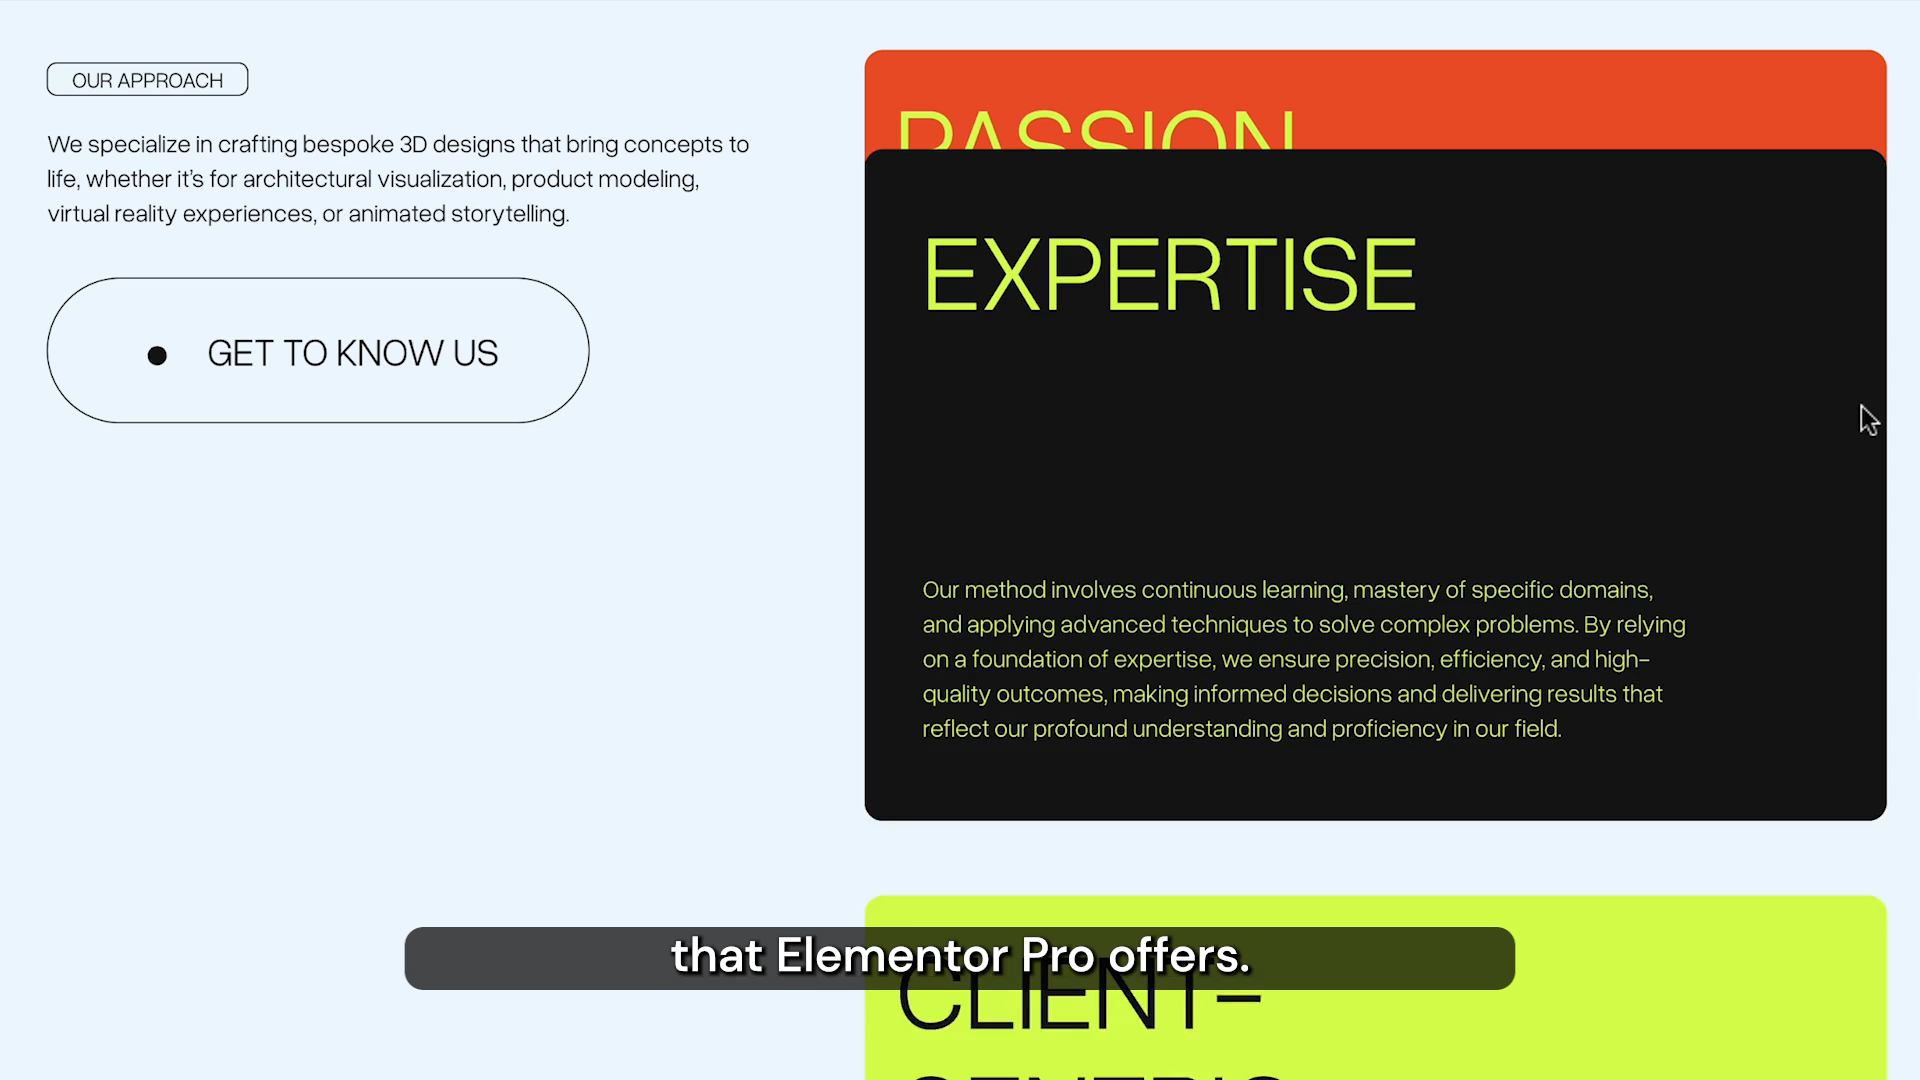 OUR APPROACH
We specialize in crafting bespoke 3D designs that bring concepts to
life, whether it's for architectural visualization, product modeling,
virtual reality experiences, or animated storytelling.
GET TO KNOW US
PASSION
EXPERTISE
Our method involves continuous learning, mastery of specific domains,
and applying advanced techniques to solve complex problems. By relying
on a foundation of expertise, we ensure precision, efficiency, and high-
quality outcomes, making informed decisions and delivering results that
reflect our profound understanding and proficiency in our field.
that Elementor Pro offers.
CLIENT-